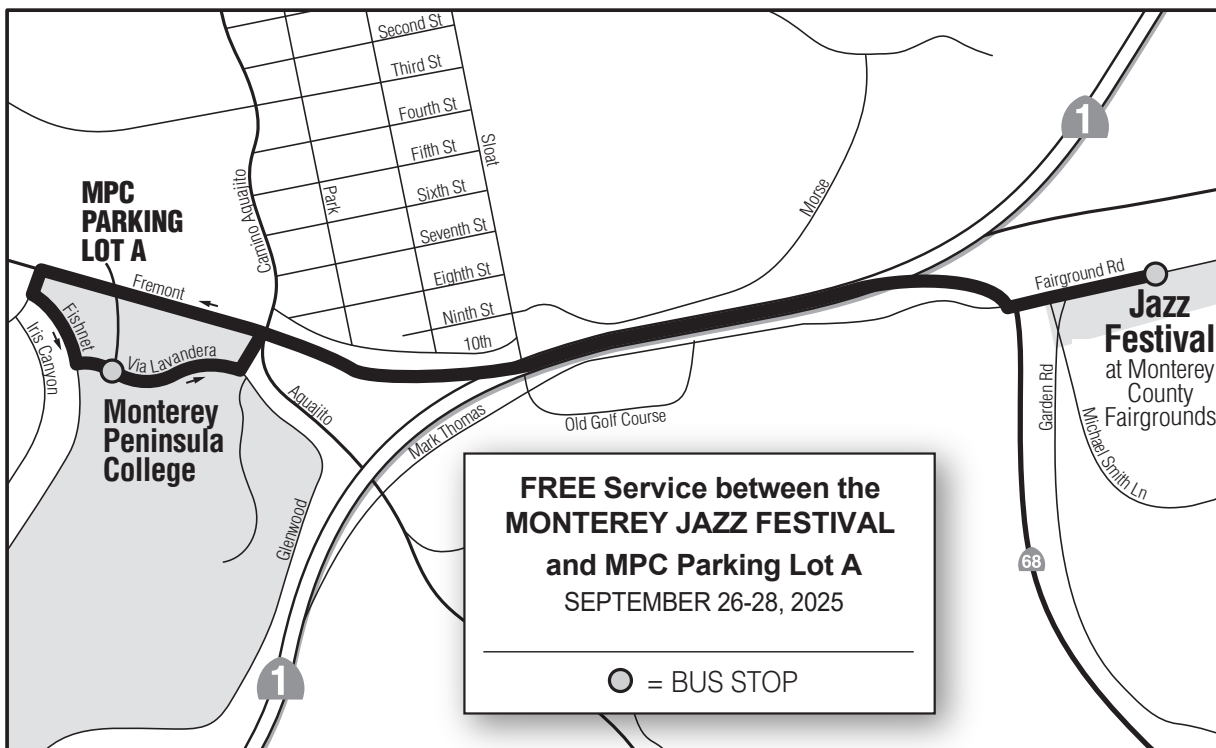 Second St
Third St
Fourth St
Fifth St
Sixth St
Seventh St
Eighth St
Ninth St
10th
Sloat
Park
Camino Aquajito
Morse
1
MPC
PARKING
LOT A
Fremont
Fishnet
Iris Canyon
Via Lavandera
Monterey
Peninsula
College
Aquajito
Glenwood
Mark Thomas
Old Golf Course
Fairground Rd
Jazz
Festival
at Monterey
County
Fairgrounds
Garden Rd
Michael Smith Ln
68
1
FREE Service between the
MONTEREY JAZZ FESTIVAL
and MPC Parking Lot A
SEPTEMBER 26-28, 2025
= BUS STOP